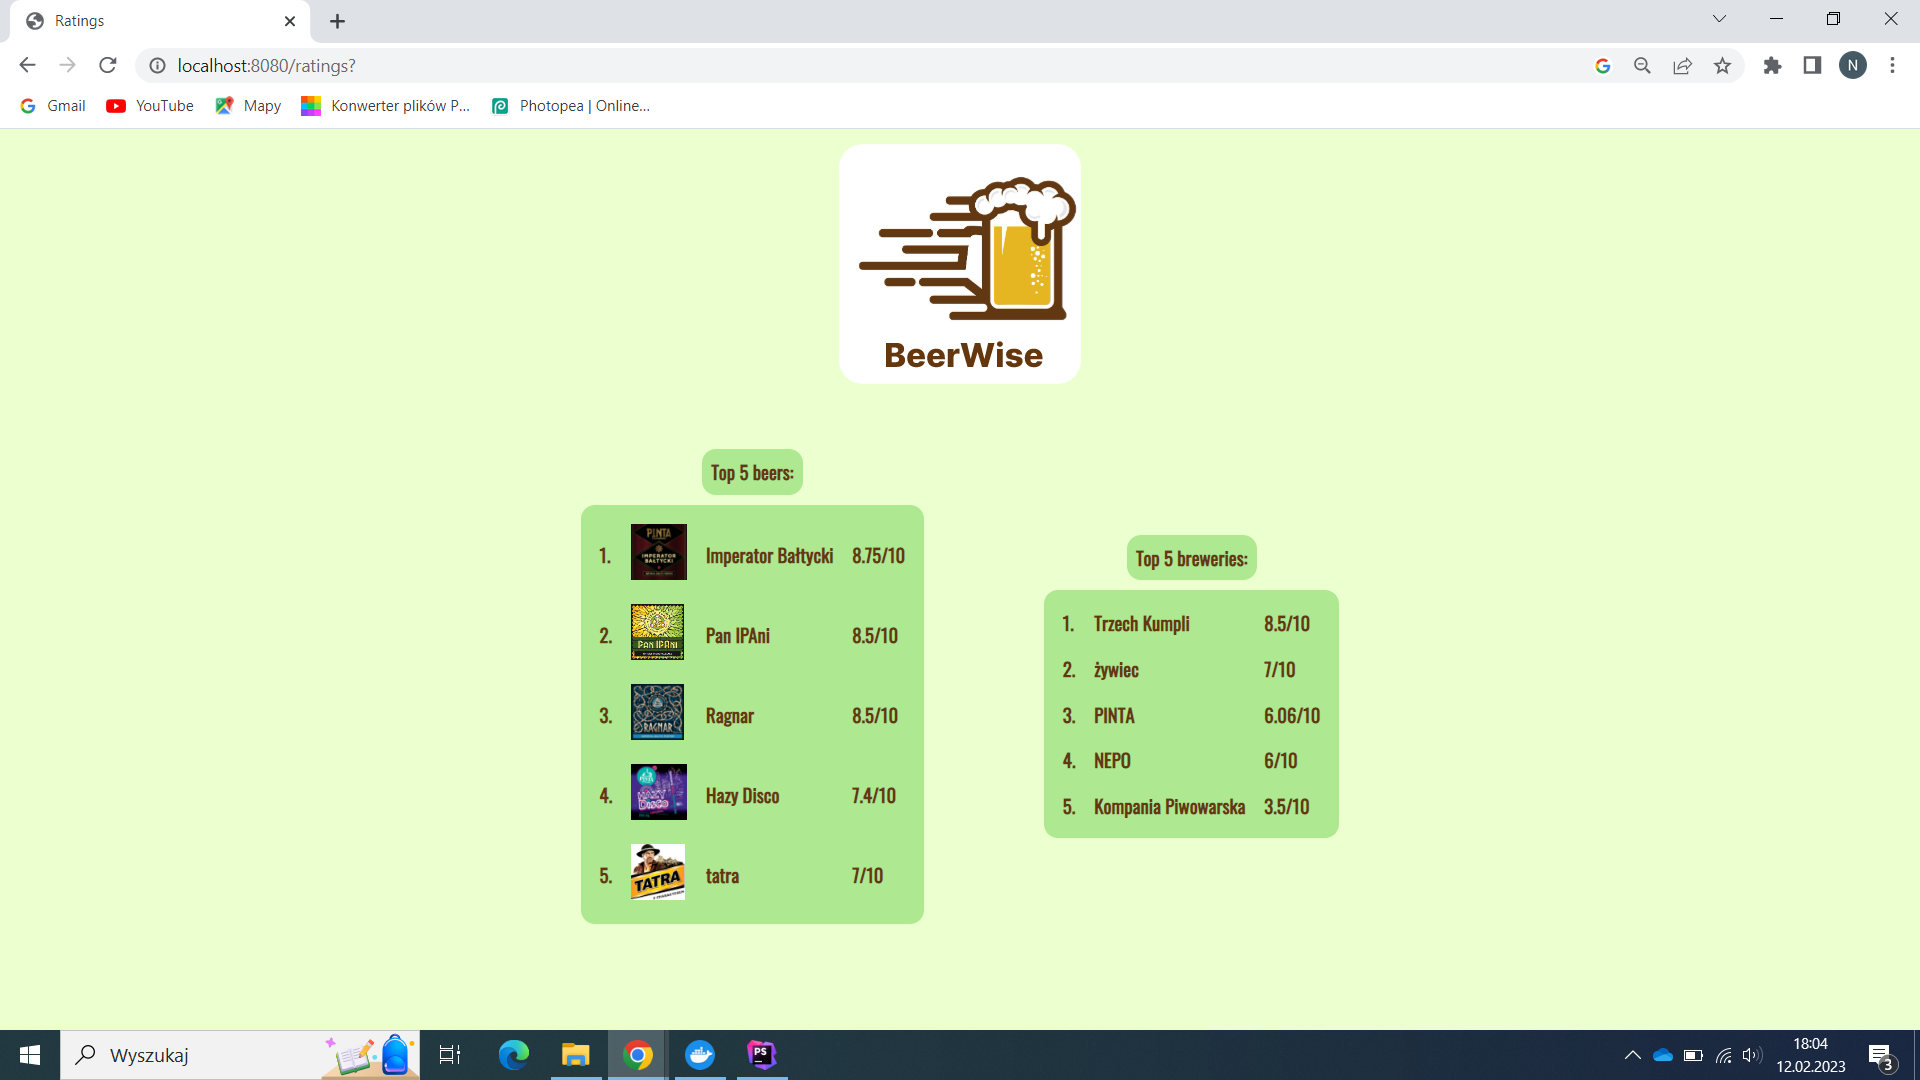 Ratings
localhost:8080/ratings?
N
Gmail
YouTube
Mapy
Konwerter plików P...
Photopea | Online...
BeerWise
Top 5 beers:
1. PINTA IMPERATOR BAŁTYCKI Imperator Bałtycki 8.75/10
2. PAN IPANI Pan IPAni 8.5/10
3. RAGNAR Ragnar 8.5/10
4. HAZY DISCO Hazy Disco 7.4/10
5. TATRA tatra 7/10
Top 5 breweries:
1. Trzech Kumpli 8.5/10
2. żywiec 7/10
3. PINTA 6.06/10
4. NEPO 6/10
5. Kompania Piwowarska 3.5/10
Wyszukaj
PS
18:04
12.02.2023
3